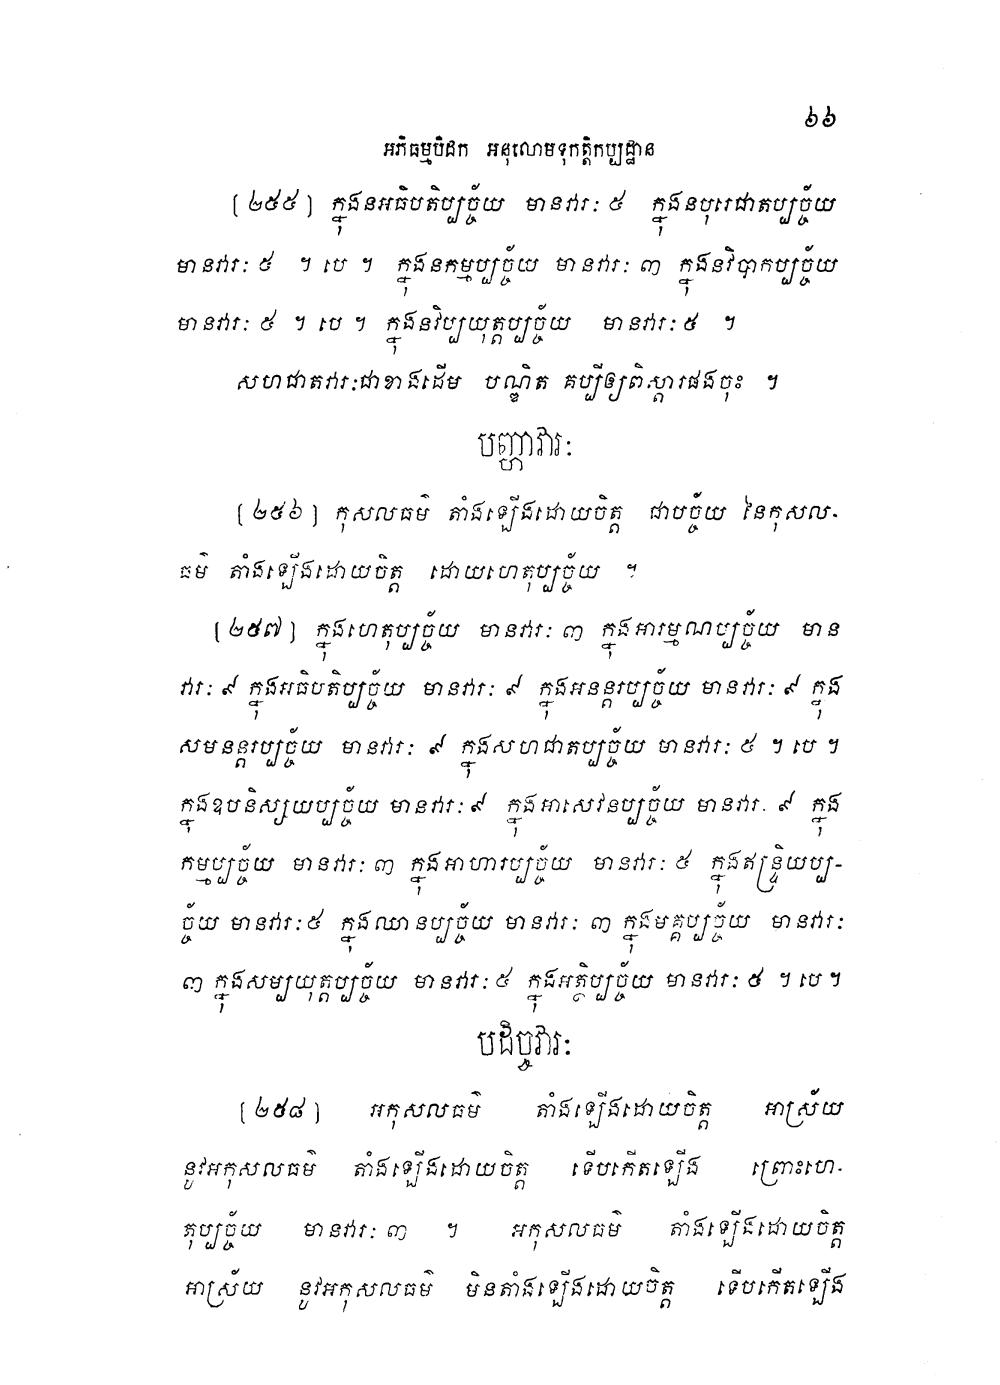 ៦៦
អភិធម្មបិដក អនុលោមទុកត្តិកប្បដ្ឋាន
[២៥៥] ក្នុងនអធិបតិប្បច្ច័យ មានវារៈ ៥ ក្នុងនបុរេជាតប្បច្ច័យ
មានវារៈ ៥ ។ បេ ។ ក្នុងនកម្មប្បច្ច័យ មានវារៈ ៣ ក្នុងនវិបាកប្បច្ច័យ
មានវារៈ ៥ ។ បេ ។ ក្នុងនវិប្បយុត្តប្បច្ច័យ មានវារៈ ៥ ។
សហជាតវារៈជាខាងដើម បណ្ឌិត គប្បីឲ្យពិស្តារផងចុះ ។
បញ្ហាវារៈ
[២៥៦] កុសលធម៌ តាំងឡើងដោយចិត្ត ជាបច្ច័យ នៃកុសល-
ធម៌ តាំងឡើងដោយចិត្ត ដោយហេតុប្បច្ច័យ ។
[២៥៧] ក្នុងហេតុប្បច្ច័យ មានវារៈ ៣ ក្នុងអារម្មណប្បច្ច័យ មាន
វារៈ ៩ ក្នុងអធិបតិប្បច្ច័យ មានវារៈ ៩ ក្នុងអនន្តរប្បច្ច័យ មានវារៈ ៩ ក្នុង
សមនន្តរប្បច្ច័យ មានវារៈ ៩ ក្នុងសហជាតប្បច្ច័យ មានវារៈ ៥ ។ បេ ។
ក្នុងឧបនិស្សយប្បច្ច័យ មានវារៈ ៩ ក្នុងអាសេវនប្បច្ច័យ មានវារៈ ៩ ក្នុង
កម្មប្បច្ច័យ មានវារៈ ៣ ក្នុងអាហារប្បច្ច័យ មានវារៈ ៥ ក្នុងឥន្ទ្រិយប្ប-
ច្ច័យ មានវារៈ ៥ ក្នុងឈានប្បច្ច័យ មានវារៈ ៣ ក្នុងមគ្គប្បច្ច័យ មានវារៈ
៣ ក្នុងសម្បយុត្តប្បច្ច័យ មានវារៈ ៥ ក្នុងអត្ថិប្បច្ច័យ មានវារៈ ៥ ។ បេ ។
បដិច្ចវារៈ
[២៥៨] អកុសលធម៌ តាំងឡើងដោយចិត្ត អាស្រ័យ
នូវអកុសលធម៌ តាំងឡើងដោយចិត្ត ទើបកើតឡើង ព្រោះហេ-
តុប្បច្ច័យ មានវារៈ ៣ ។ អកុសលធម៌ តាំងឡើងដោយចិត្ត
អាស្រ័យ នូវអកុសលធម៌ មិនតាំងឡើងដោយចិត្ត ទើបកើតឡើង